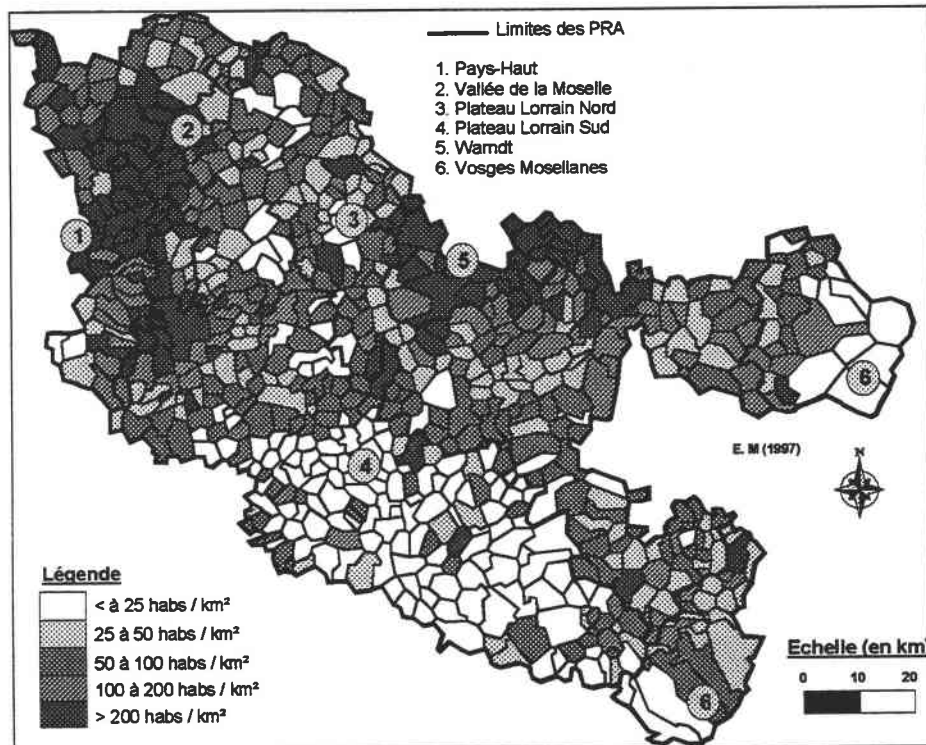 Limites des PRA
1. Pays-Haut
2. Vallée de la Moselle
3. Plateau Lorrain Nord
4. Plateau Lorrain Sud
5. Warndt
6. Vosges Mosellanes
2
3
1
5
6
E. M (1997)
N
4
Légende
< à 25 habs / km²
25 à 50 habs / km²
50 à 100 habs / km²
100 à 200 habs / km²
> 200 habs / km²
Echelle (en km)
0 10 20
6